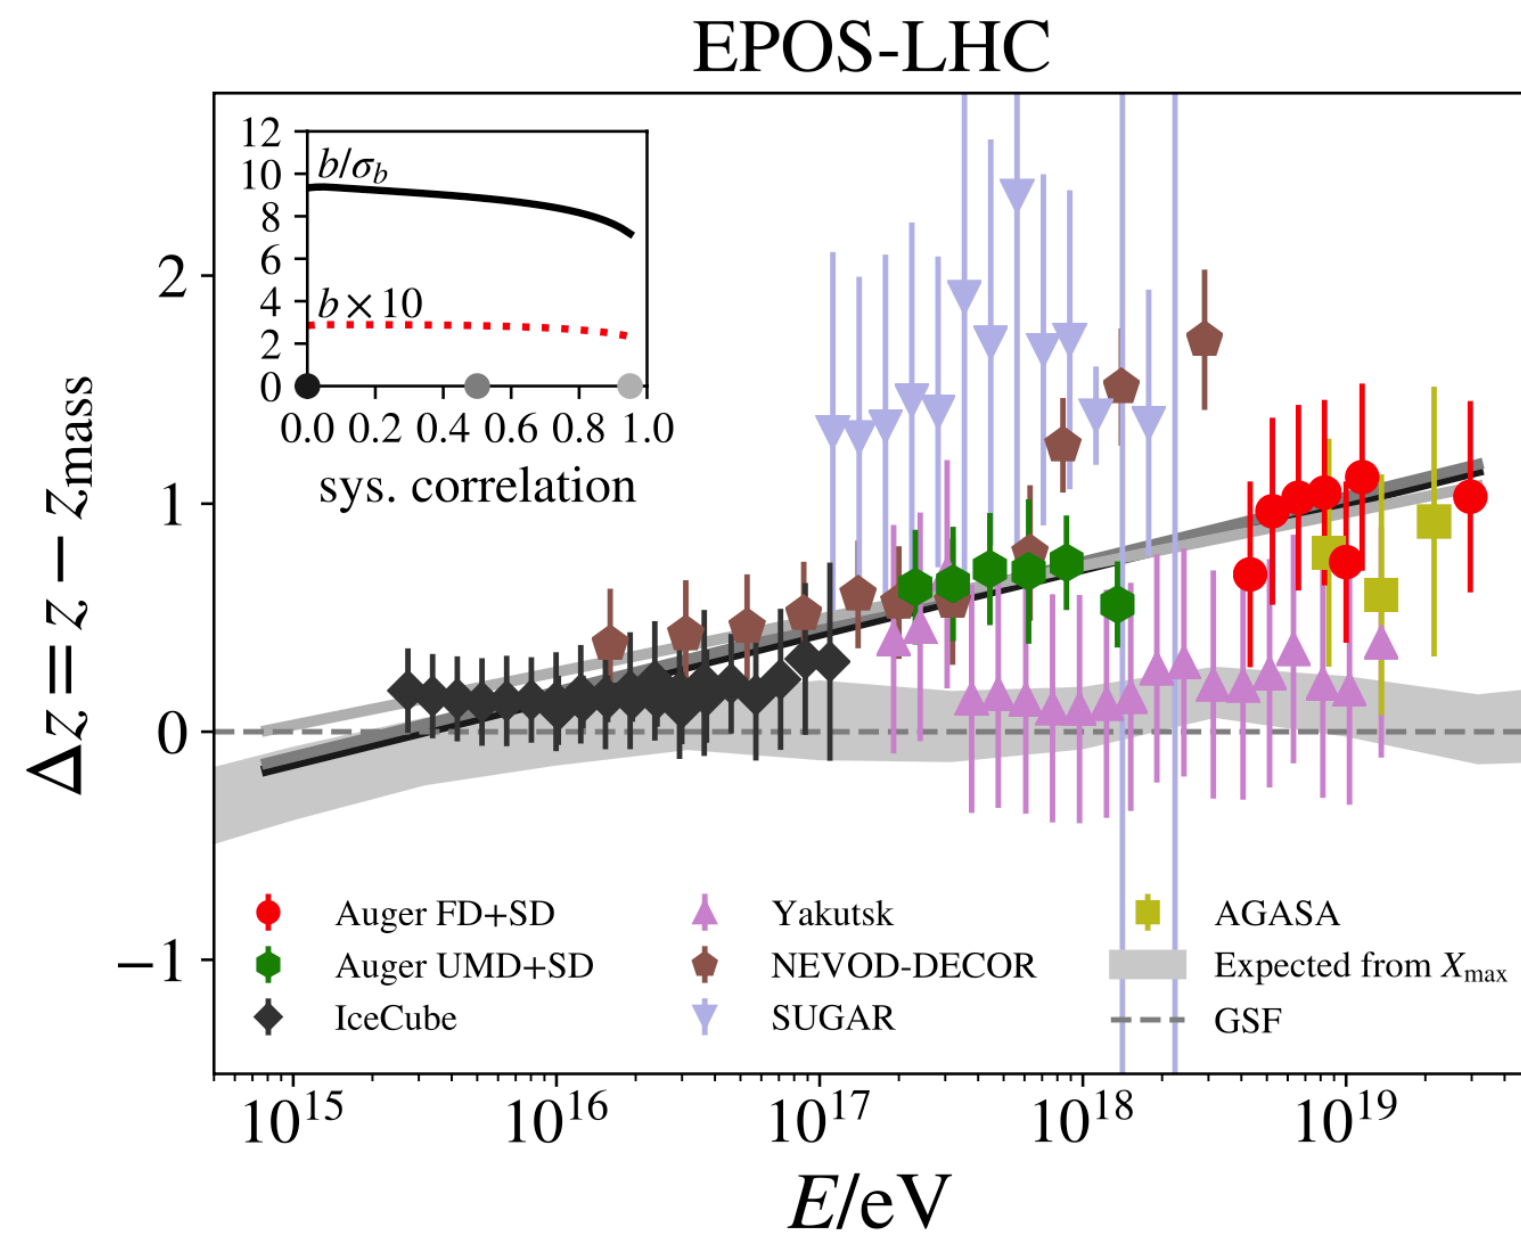 EPOS-LHC
12
10
8
6
4
2
0
b/σ_b
b × 10
0.0 0.2 0.4 0.6 0.8 1.0
sys. correlation
2
1
0
−1
Δz = z − z_mass
Auger FD+SD
Auger UMD+SD
IceCube
Yakutsk
NEVOD-DECOR
SUGAR
AGASA
Expected from X_max
GSF
10^15 10^16 10^17 10^18 10^19
E/eV